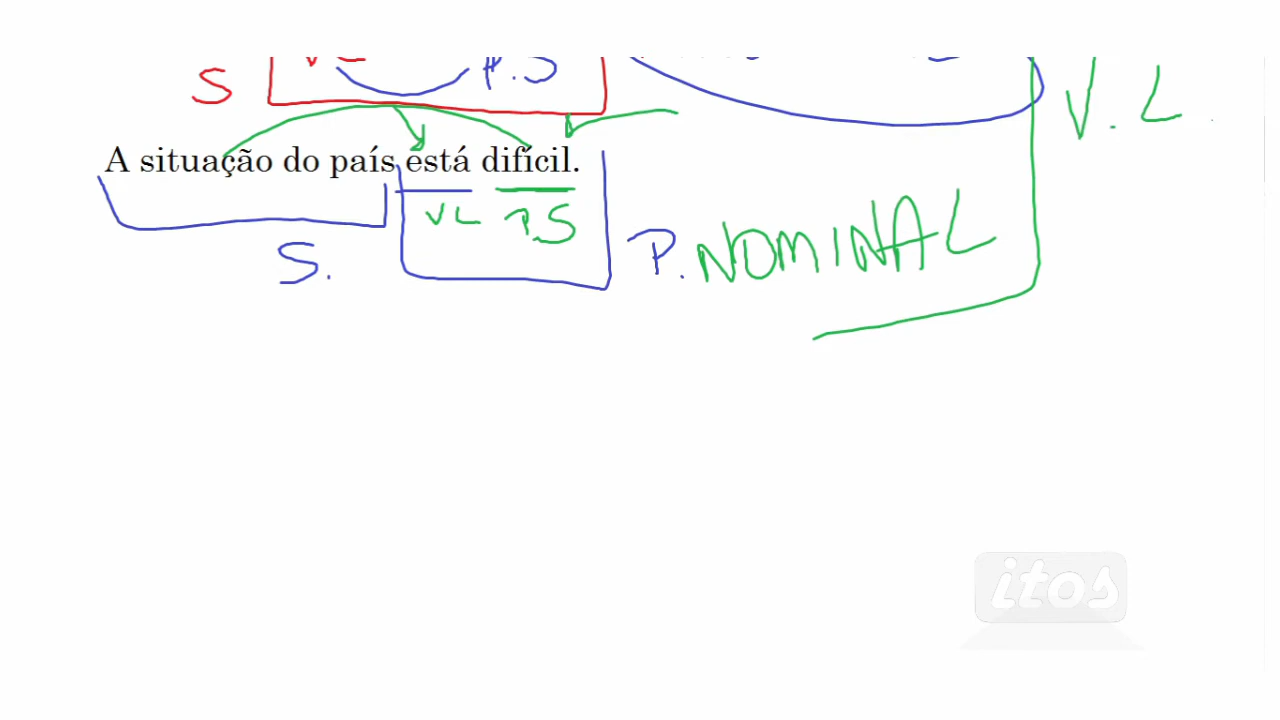 S P.S
V.L
A situação do país está difícil.
VL P.S
S. P.NOMINAL
itos